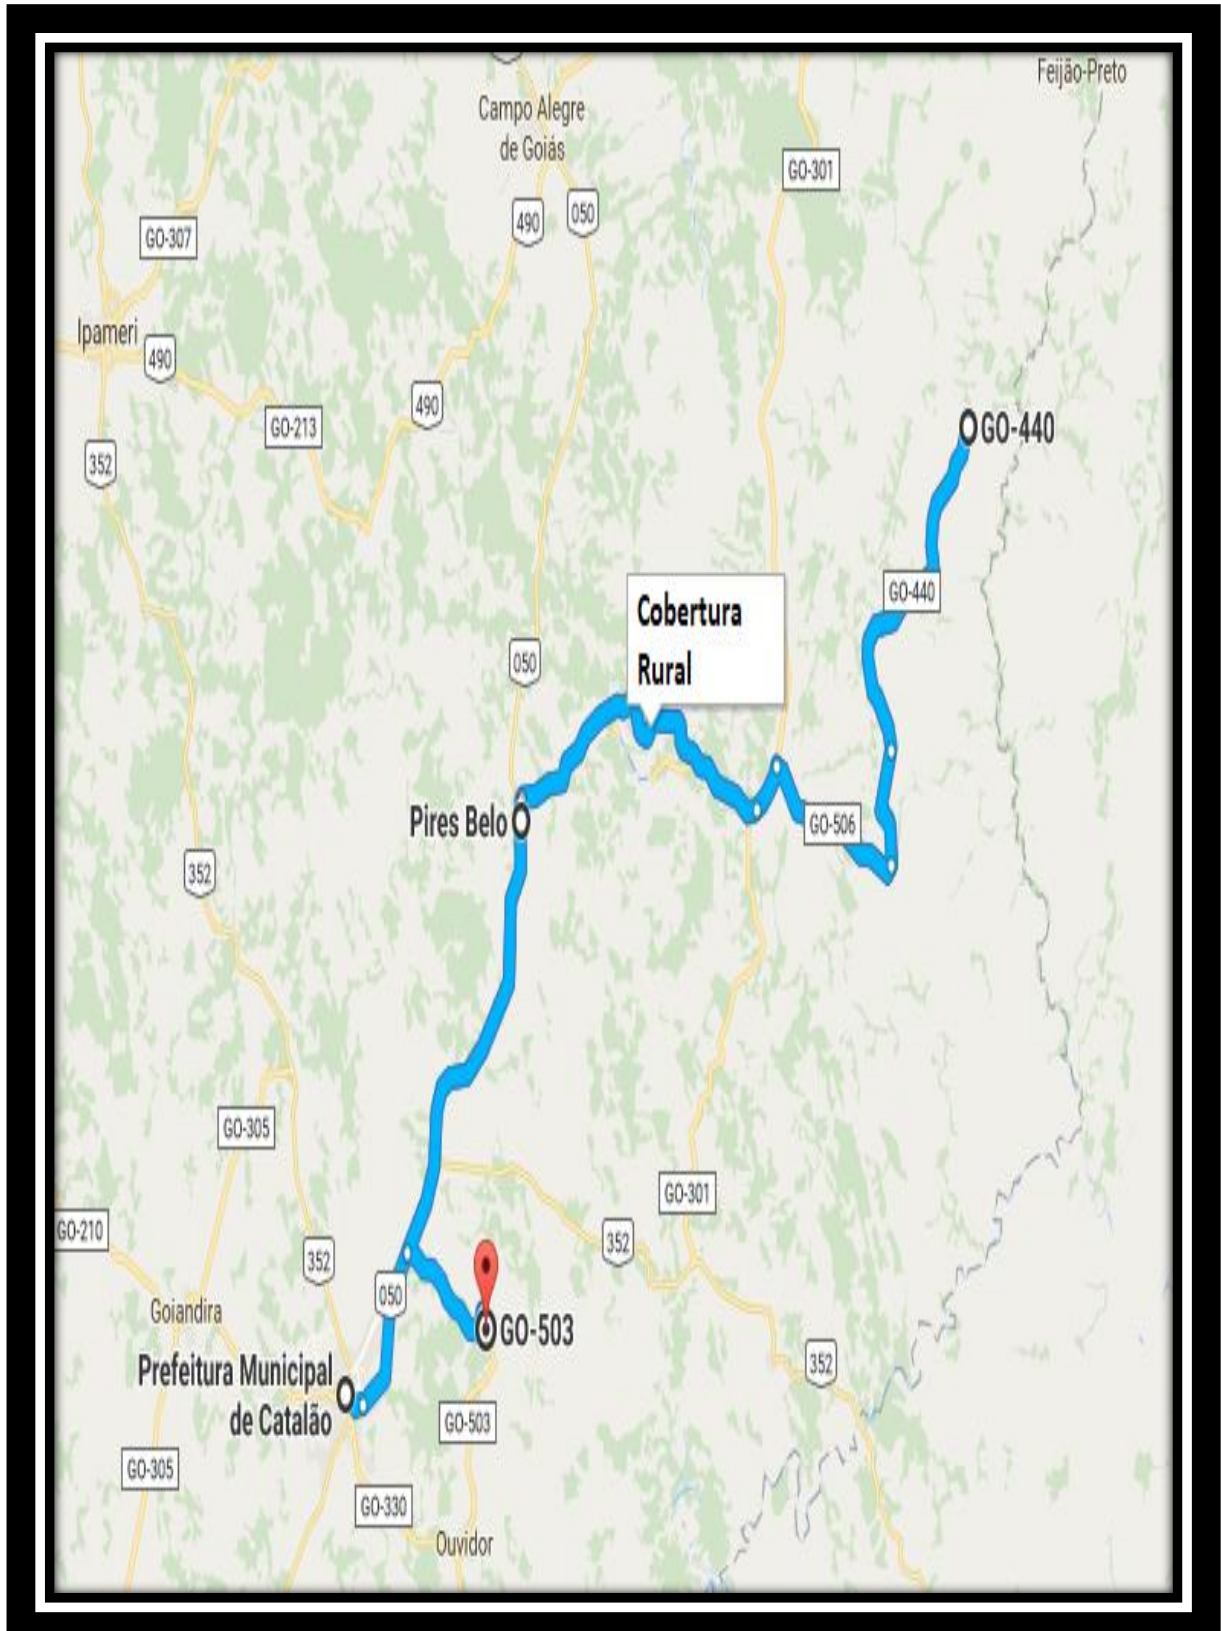 Feijão-Preto
Campo Alegre
de Goiás
GO-301
490
050
GO-307
Ipameri
490
490
GO-213
GO-440
352
GO-440
Cobertura
Rural
050
Pires Belo
GO-506
352
GO-305
GO-301
GO-210
352
352
050
Goiandira
GO-503
Prefeitura Municipal
de Catalão
352
GO-503
GO-305
GO-330
Ouvidor